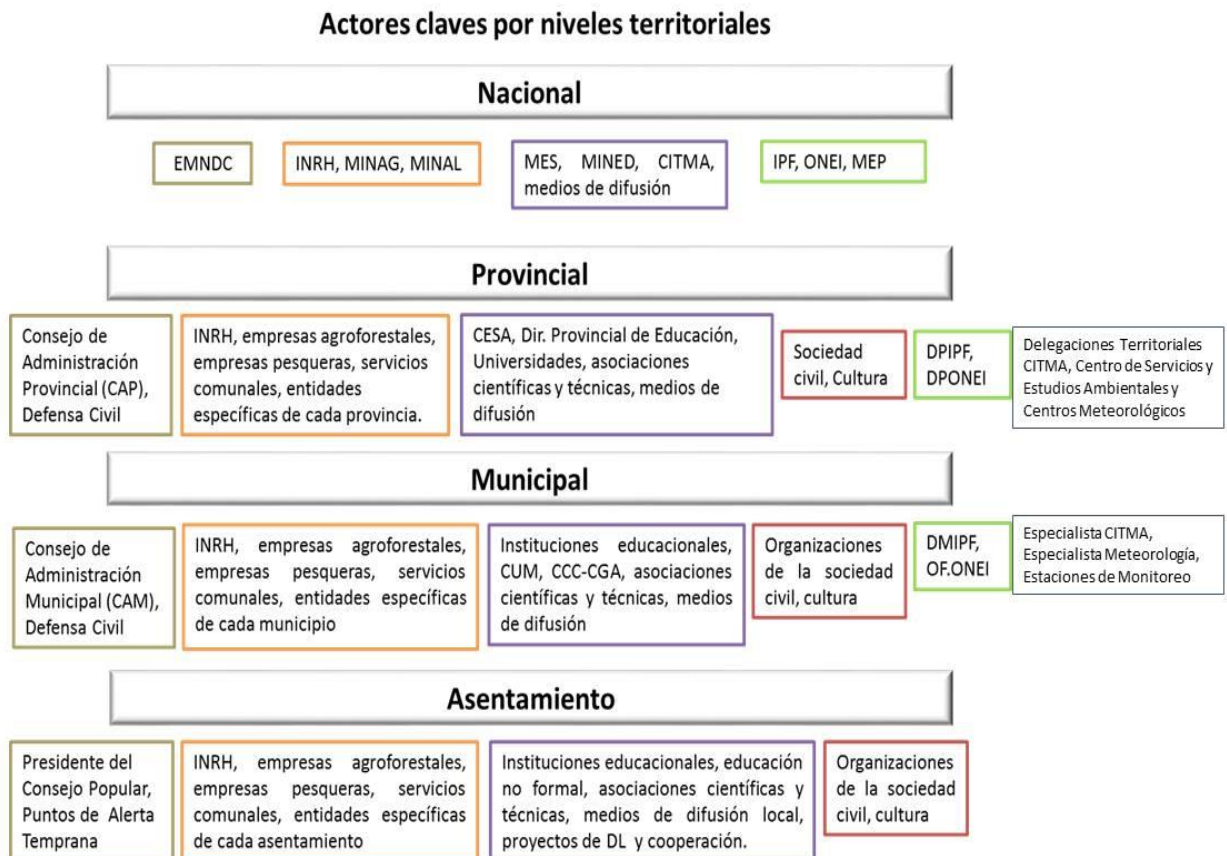 Actores claves por niveles territoriales
Nacional
EMNDC
INRH, MINAG, MINAL
MES, MINED, CITMA,
medios de difusión
IPF, ONEI, MEP
Provincial
Consejo de
Administración
Provincial (CAP),
Defensa Civil
INRH, empresas agroforestales,
empresas pesqueras, servicios
comunales, entidades
específicas de cada provincia.
CESA, Dir. Provincial de Educación,
Universidades, asociaciones
científicas y técnicas, medios de
difusión
Sociedad
civil, Cultura
DPIPF,
DPONEI
Delegaciones Territoriales
CITMA, Centro de Servicios y
Estudios Ambientales y
Centros Meteorológicos
Municipal
Consejo de
Administración
Municipal (CAM),
Defensa Civil
INRH, empresas agroforestales,
empresas pesqueras, servicios
comunales, entidades específicas
de cada municipio
Instituciones educacionales,
CUM, CCC-CGA, asociaciones
científicas y técnicas, medios
de difusión
Organizaciones
de la sociedad
civil, cultura
DMIPF,
OF.ONEI
Especialista CITMA,
Especialista Meteorología,
Estaciones de Monitoreo
Asentamiento
Presidente del
Consejo Popular,
Puntos de Alerta
Temprana
INRH, empresas agroforestales,
empresas pesqueras, servicios
comunales, entidades específicas
de cada asentamiento
Instituciones educacionales, educación
no formal, asociaciones científicas y
técnicas, medios de difusión local,
proyectos de DL y cooperación.
Organizaciones
de la sociedad
civil, cultura